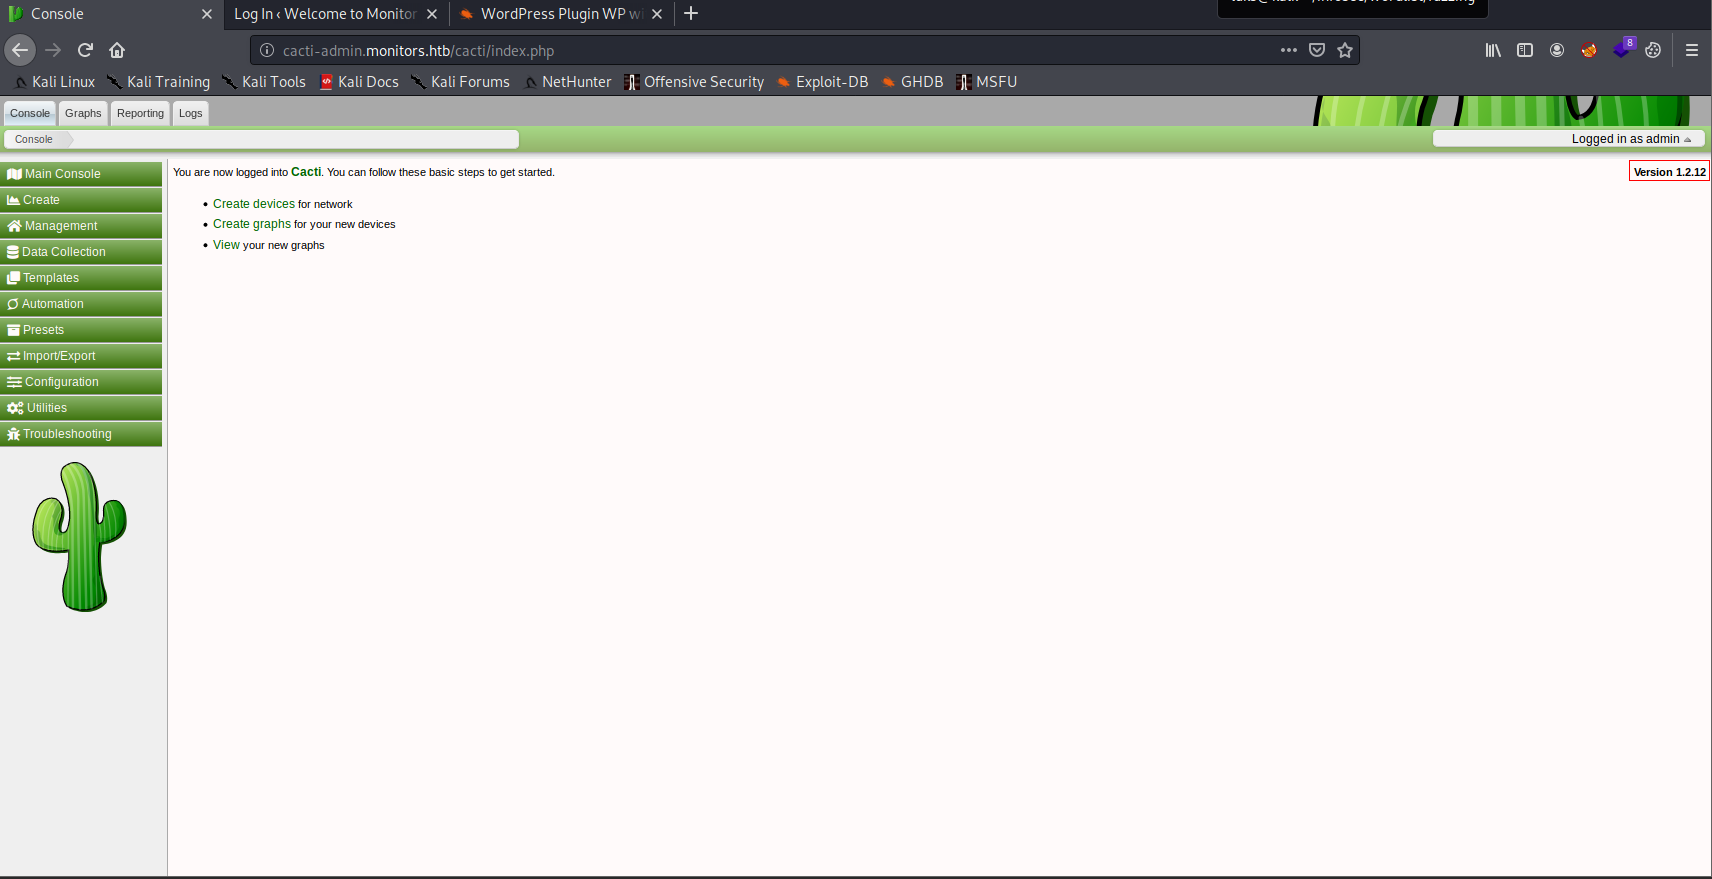 Console
Log In ‹ Welcome to Monitor
WordPress Plugin WP wi
cacti-admin.monitors.htb/cacti/index.php
8
Kali Linux Kali Training Kali Tools Kali Docs Kali Forums NetHunter Offensive Security Exploit-DB GHDB MSFU
Console Graphs Reporting Logs
Console
Logged in as admin
Main Console
Create
Management
Data Collection
Templates
Automation
Presets
Import/Export
Configuration
Utilities
Troubleshooting
You are now logged into Cacti. You can follow these basic steps to get started.
Version 1.2.12
• Create devices for network
• Create graphs for your new devices
• View your new graphs